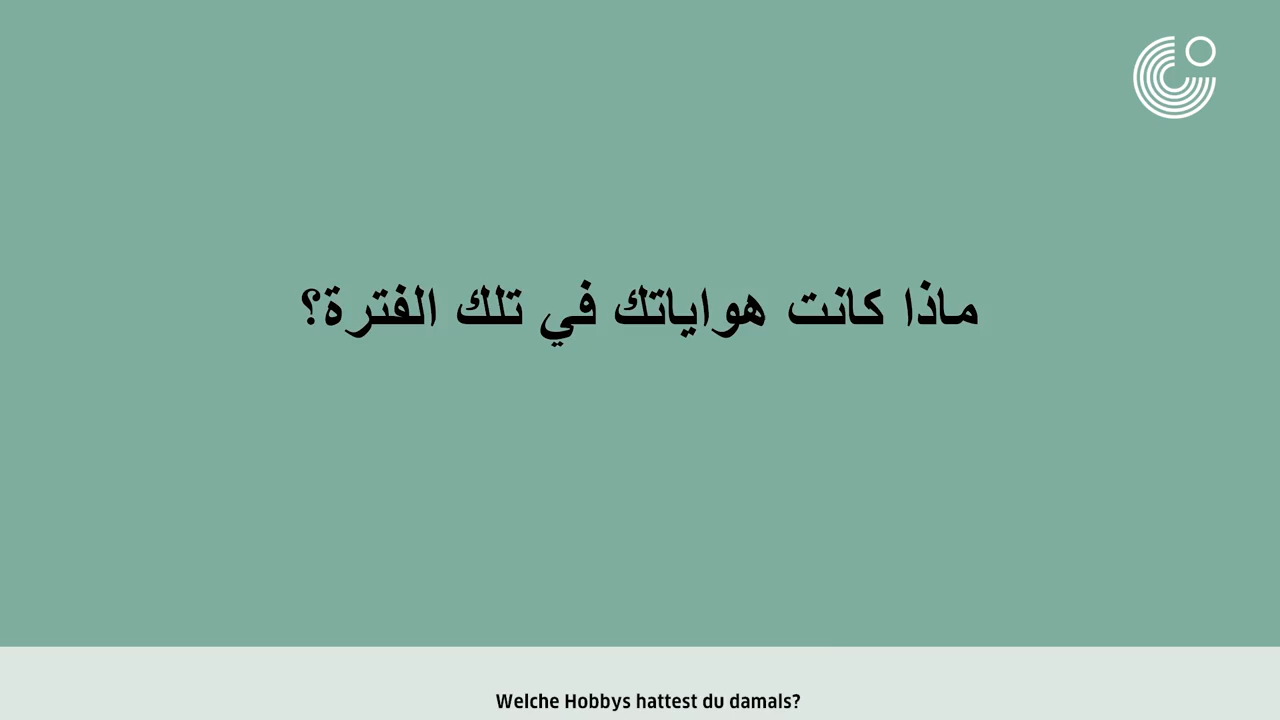 ماذا كانت هواياتك في تلك الفترة؟
Welche Hobbys hattest du damals?